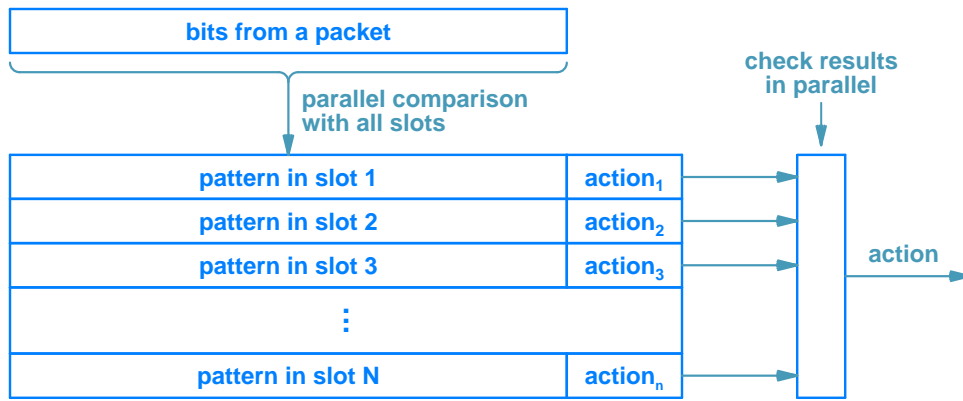 bits from a packet
check results
in parallel
parallel comparison
with all slots
pattern in slot 1 action₁
pattern in slot 2 action₂
pattern in slot 3 action₃
action
⋮
pattern in slot N actionₙ